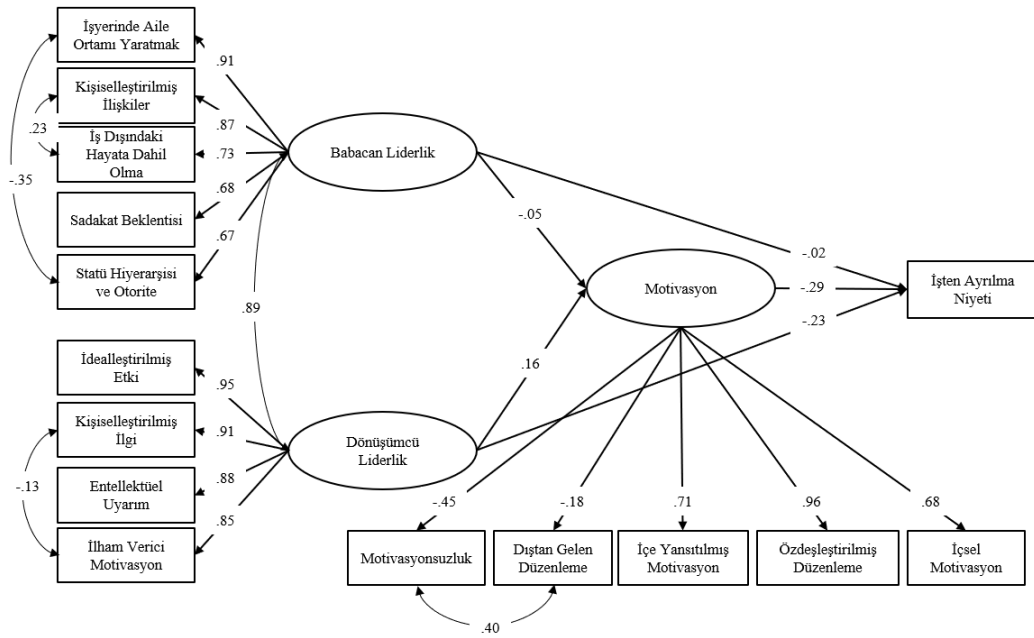 İşyerinde Aile
Ortamı Yaratmak
.91
Kişiselleştirilmiş
İlişkiler
.87
.23
İş Dışındaki
Hayata Dahil
Olma
.73
-.35
.68
Sadakat Beklentisi
.67
Statü Hiyerarşisi
ve Otorite
Babacan Liderlik
-.05
-.02
Motivasyon
-.29
İşten Ayrılma
Niyeti
-.23
.89
.16
İdealleştirilmiş
Etki
.95
Kişiselleştirilmiş
İlgi
.91
Dönüşümcü
Liderlik
-.13
Entellektüel
Uyarım
.88
.85
İlham Verici
Motivasyon
-.45
-.18
.71
.96
.68
Motivasyonsuzluk
Dıştan Gelen
Düzenleme
İçe Yansıtılmış
Motivasyon
Özdeşleştirilmiş
Düzenleme
İçsel
Motivasyon
.40